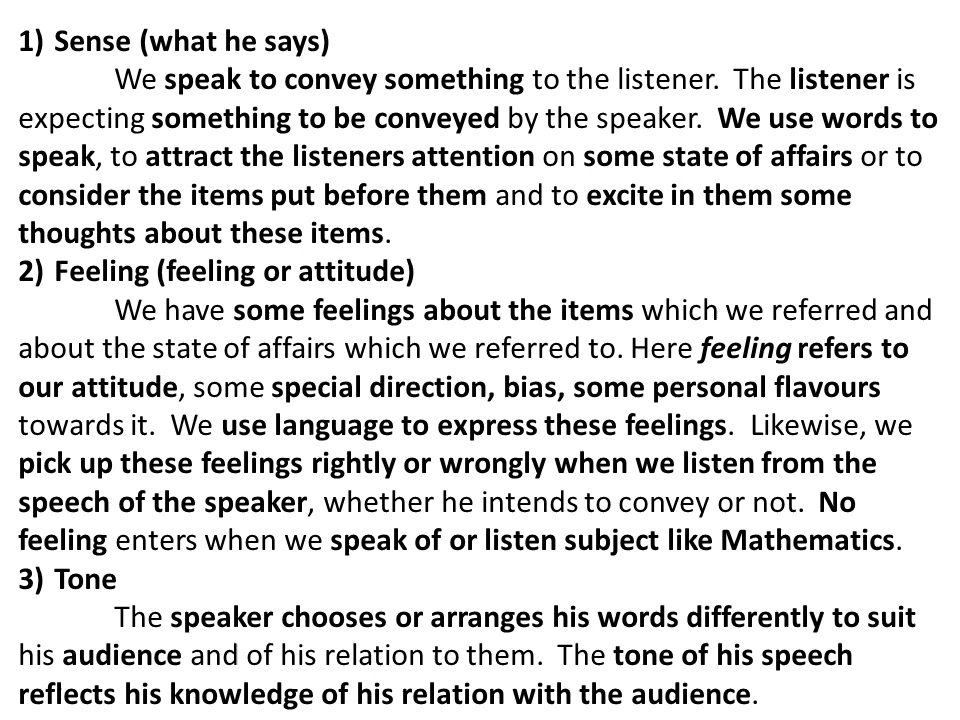 1) Sense (what he says)
We speak to convey something to the listener. The listener is
expecting something to be conveyed by the speaker. We use words to
speak, to attract the listeners attention on some state of affairs or to
consider the items put before them and to excite in them some
thoughts about these items.
2) Feeling (feeling or attitude)
We have some feelings about the items which we referred and
about the state of affairs which we referred to. Here feeling refers to
our attitude, some special direction, bias, some personal flavours
towards it. We use language to express these feelings. Likewise, we
pick up these feelings rightly or wrongly when we listen from the
speech of the speaker, whether he intends to convey or not. No
feeling enters when we speak of or listen subject like Mathematics.
3) Tone
The speaker chooses or arranges his words differently to suit
his audience and of his relation to them. The tone of his speech
reflects his knowledge of his relation with the audience.